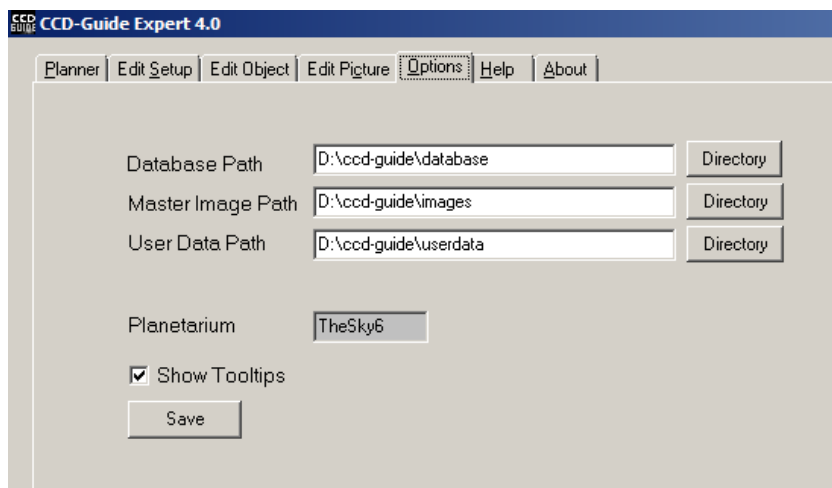 CCD GUIDE CCD-Guide Expert 4.0
Planner Edit Setup Edit Object Edit Picture Options Help About
Database Path D:\ccd-guide\database Directory
Master Image Path D:\ccd-guide\images Directory
User Data Path D:\ccd-guide\userdata Directory
Planetarium TheSky6
Show Tooltips
Save